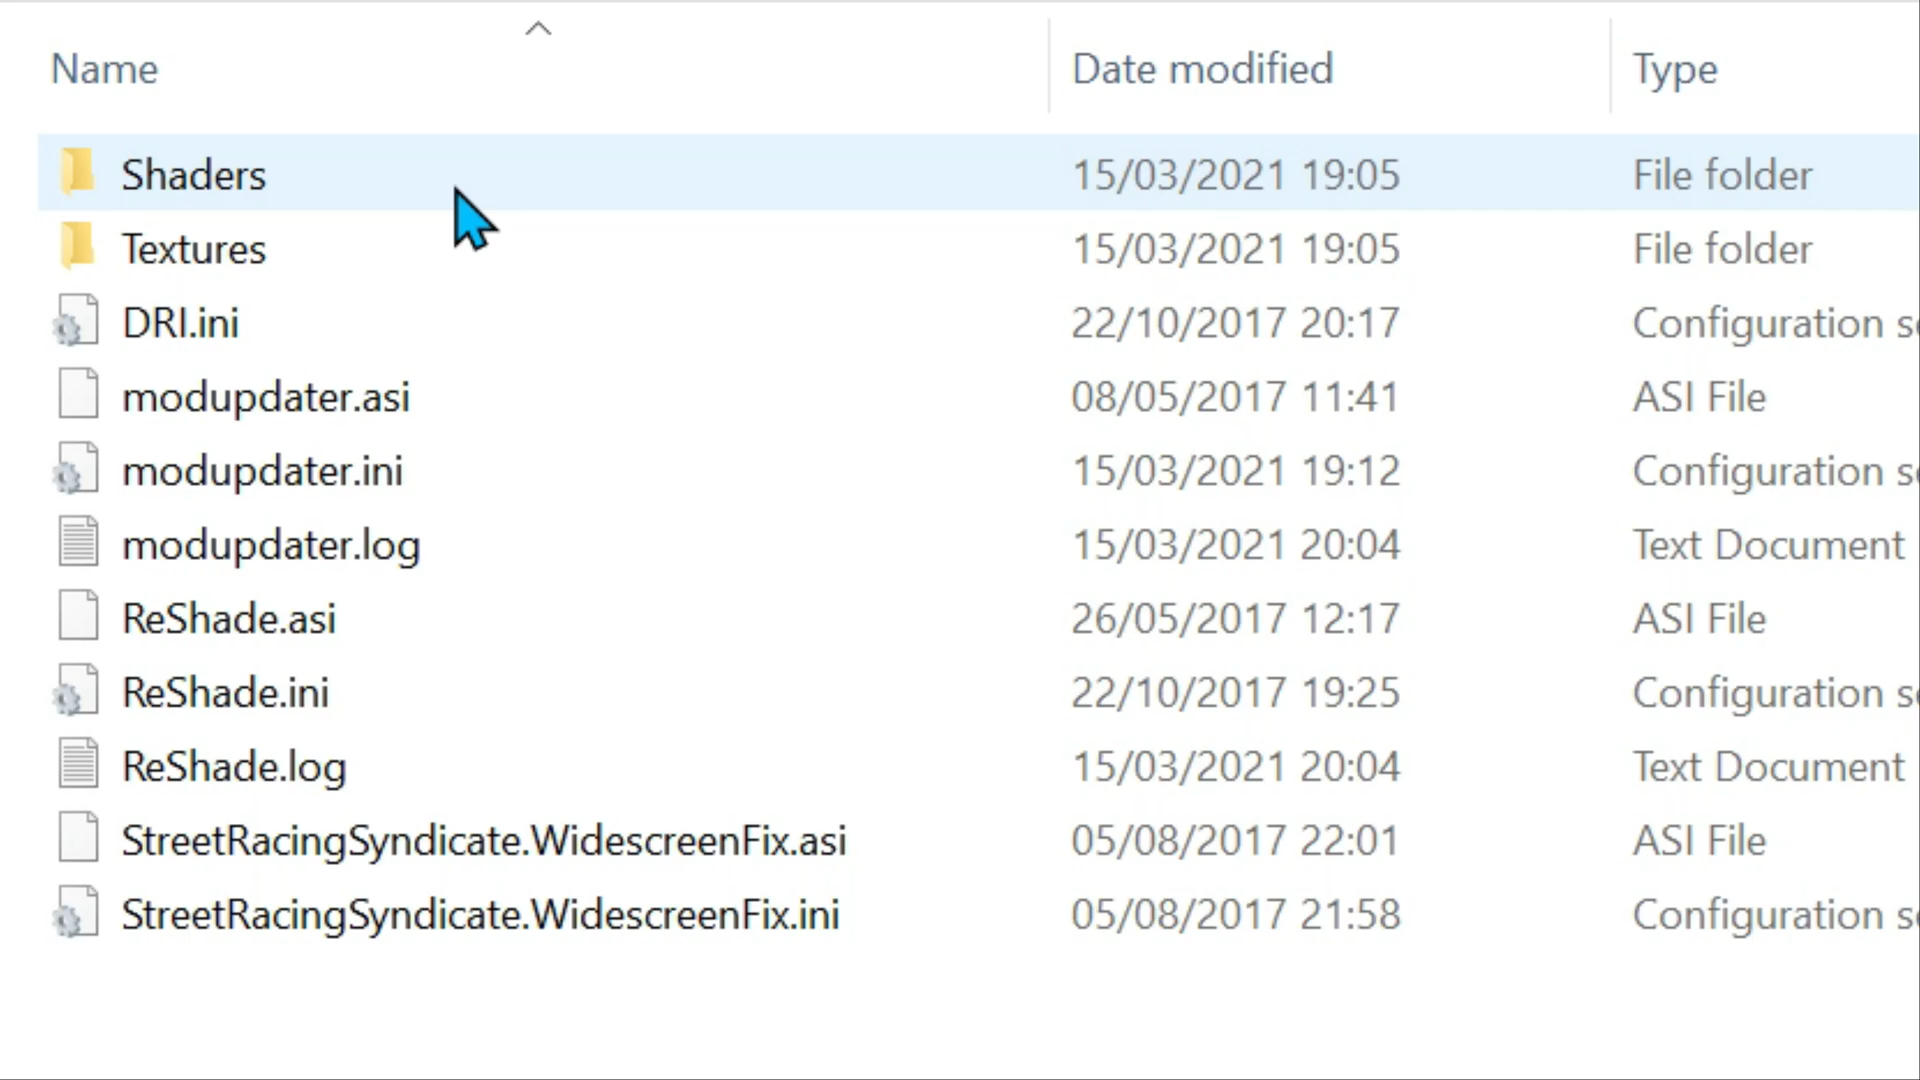 Name Date modified Type
Shaders 15/03/2021 19:05 File folder
Textures 15/03/2021 19:05 File folder
DRI.ini 22/10/2017 20:17 Configuration se
modupdater.asi 08/05/2017 11:41 ASI File
modupdater.ini 15/03/2021 19:12 Configuration se
modupdater.log 15/03/2021 20:04 Text Document
ReShade.asi 26/05/2017 12:17 ASI File
ReShade.ini 22/10/2017 19:25 Configuration se
ReShade.log 15/03/2021 20:04 Text Document
StreetRacingSyndicate.WidescreenFix.asi 05/08/2017 22:01 ASI File
StreetRacingSyndicate.WidescreenFix.ini 05/08/2017 21:58 Configuration se